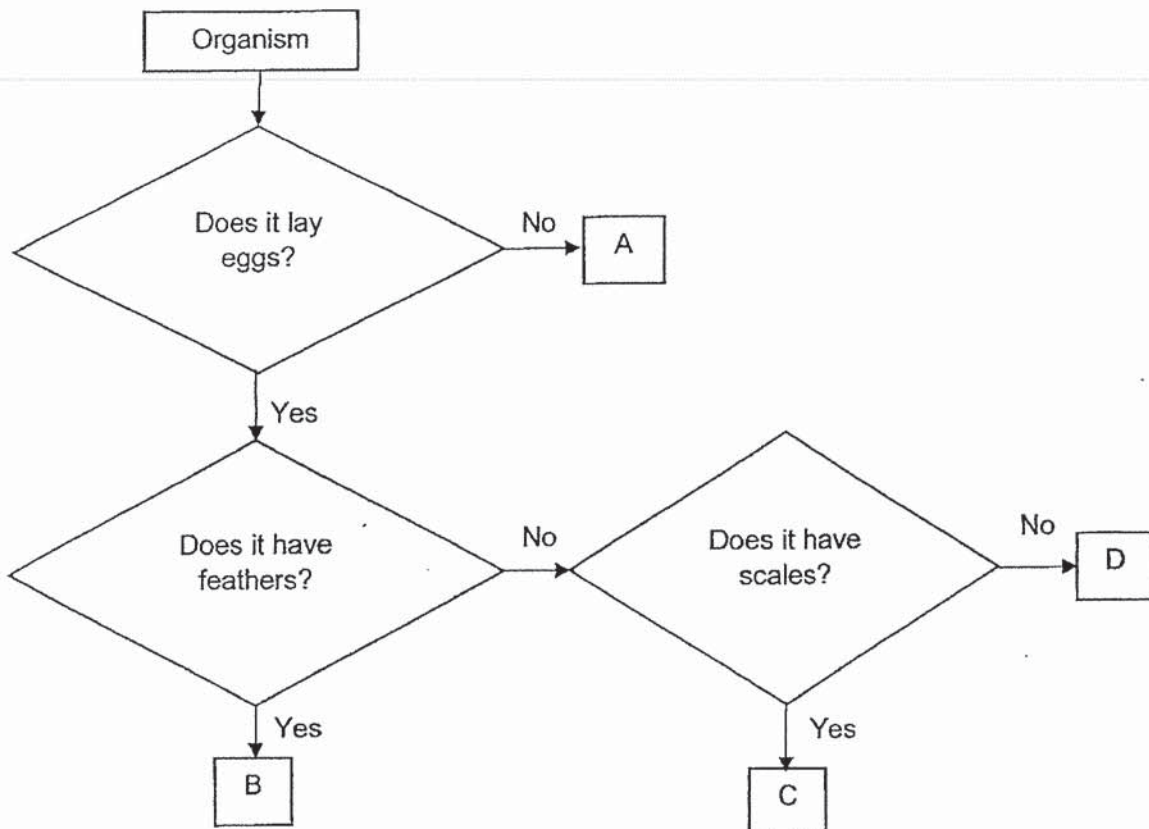 Organism
Does it lay
eggs?
No
A
Yes
Does it have
feathers?
No
Does it have
scales?
No
D
Yes
B
Yes
C